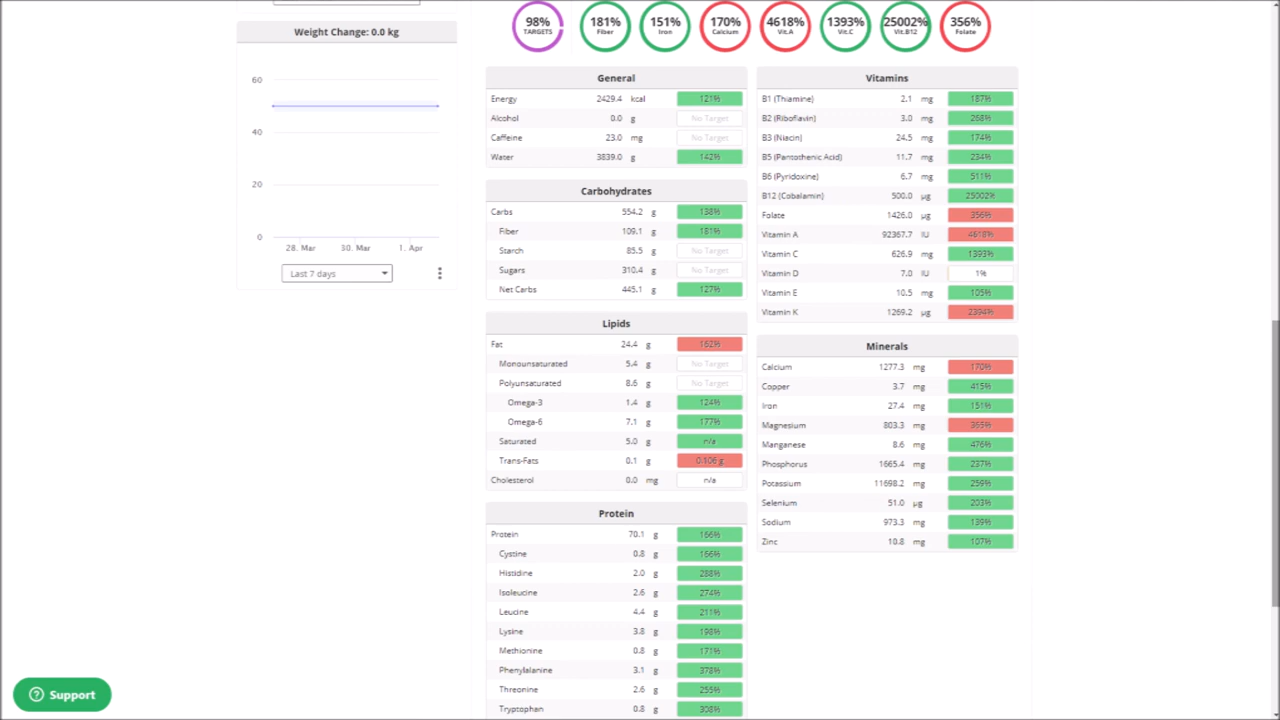 Weight Change: 0.0 kg
60
40
20
0
28. Mar 30. Mar 1. Apr
Last 7 days
98% TARGETS
181% Fiber
151% Iron
170% Calcium
4618% Vit.A
1393% Vit.C
25002% Vit.B12
356% Folate
General
Energy 2429.4 kcal 121%
Alcohol 0.0 g No Target
Caffeine 23.0 mg No Target
Water 3839.0 g 142%
Carbohydrates
Carbs 554.2 g 138%
Fiber 109.1 g 181%
Starch 85.5 g No Target
Sugars 310.4 g No Target
Net Carbs 445.1 g 127%
Lipids
Fat 24.4 g 162%
Monounsaturated 5.4 g No Target
Polyunsaturated 8.6 g No Target
Omega-3 1.4 g 124%
Omega-6 7.1 g 177%
Saturated 5.0 g n/a
Trans-Fats 0.1 g 0.106 g
Cholesterol 0.0 mg n/a
Protein
Protein 70.1 g 166%
Cystine 0.8 g 166%
Histidine 2.0 g 288%
Isoleucine 2.6 g 274%
Leucine 4.4 g 211%
Lysine 3.8 g 198%
Methionine 0.8 g 171%
Phenylalanine 3.1 g 378%
Threonine 2.6 g 255%
Tryptophan 0.8 g 308%
Vitamins
B1 (Thiamine) 2.1 mg 187%
B2 (Riboflavin) 3.0 mg 268%
B3 (Niacin) 24.5 mg 174%
B5 (Pantothenic Acid) 11.7 mg 234%
B6 (Pyridoxine) 6.7 mg 511%
B12 (Cobalamin) 500.0 µg 25002%
Folate 1426.0 µg 356%
Vitamin A 92367.7 IU 4618%
Vitamin C 626.9 mg 1393%
Vitamin D 7.0 IU 1%
Vitamin E 10.5 mg 105%
Vitamin K 1269.2 µg 2394%
Minerals
Calcium 1277.3 mg 170%
Copper 3.7 mg 415%
Iron 27.4 mg 151%
Magnesium 803.3 mg
Manganese 8.6 mg 476%
Phosphorus 1665.4 mg 237%
Potassium 11698.2 mg 259%
Selenium 51.0 µg 203%
Sodium 973.3 mg 139%
Zinc 10.8 mg 107%
Support